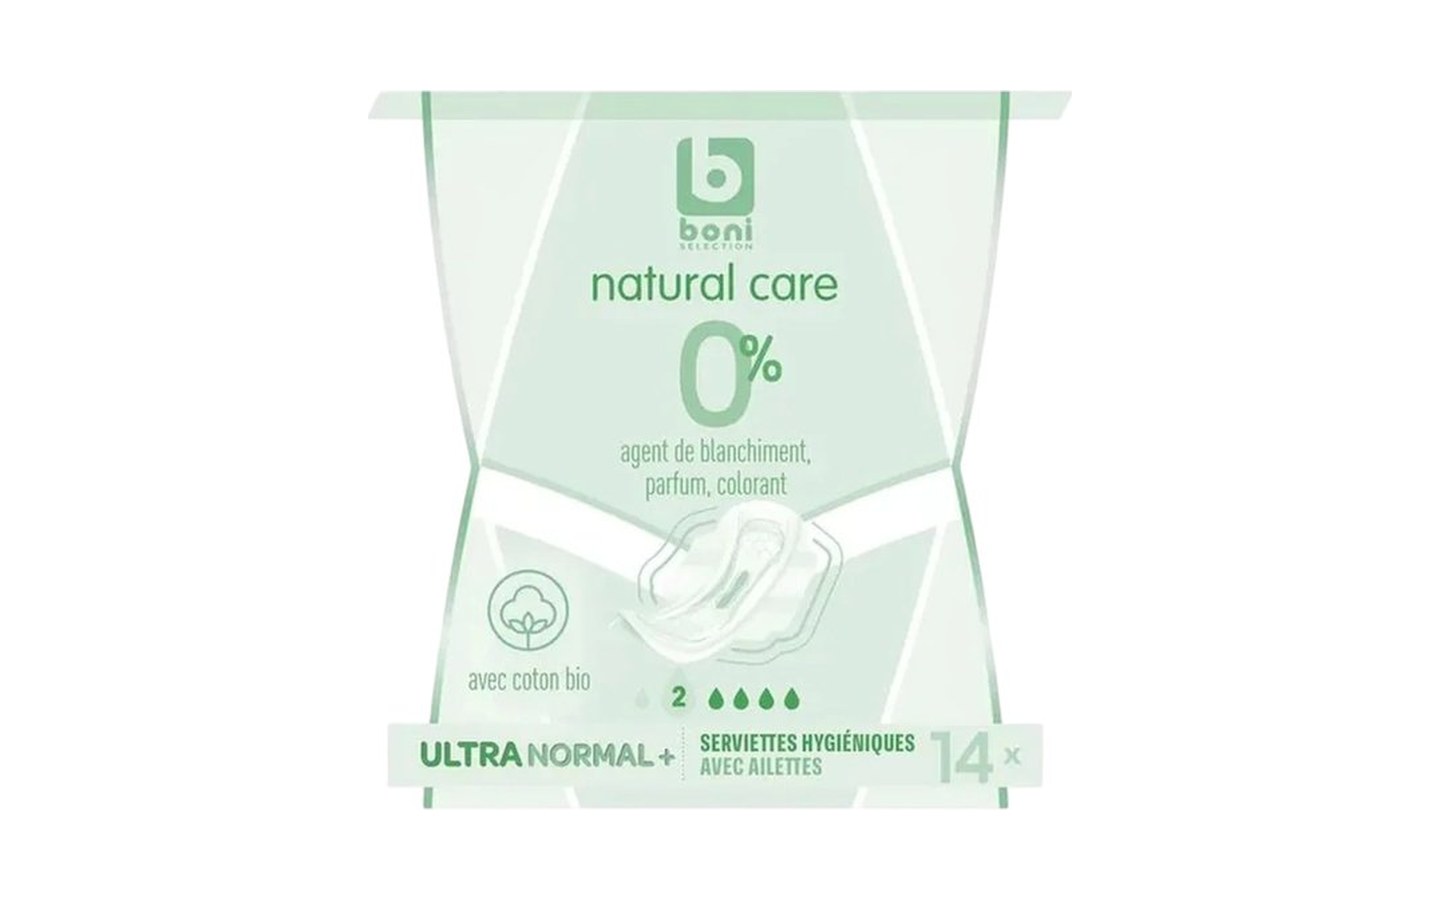 b
boni
SELECTION
natural care
0%
agent de blanchiment,
parfum, colorant
avec coton bio
2
ULTRA NORMAL+
SERVIETTES HYGIÉNIQUES
AVEC AILETTES
14x